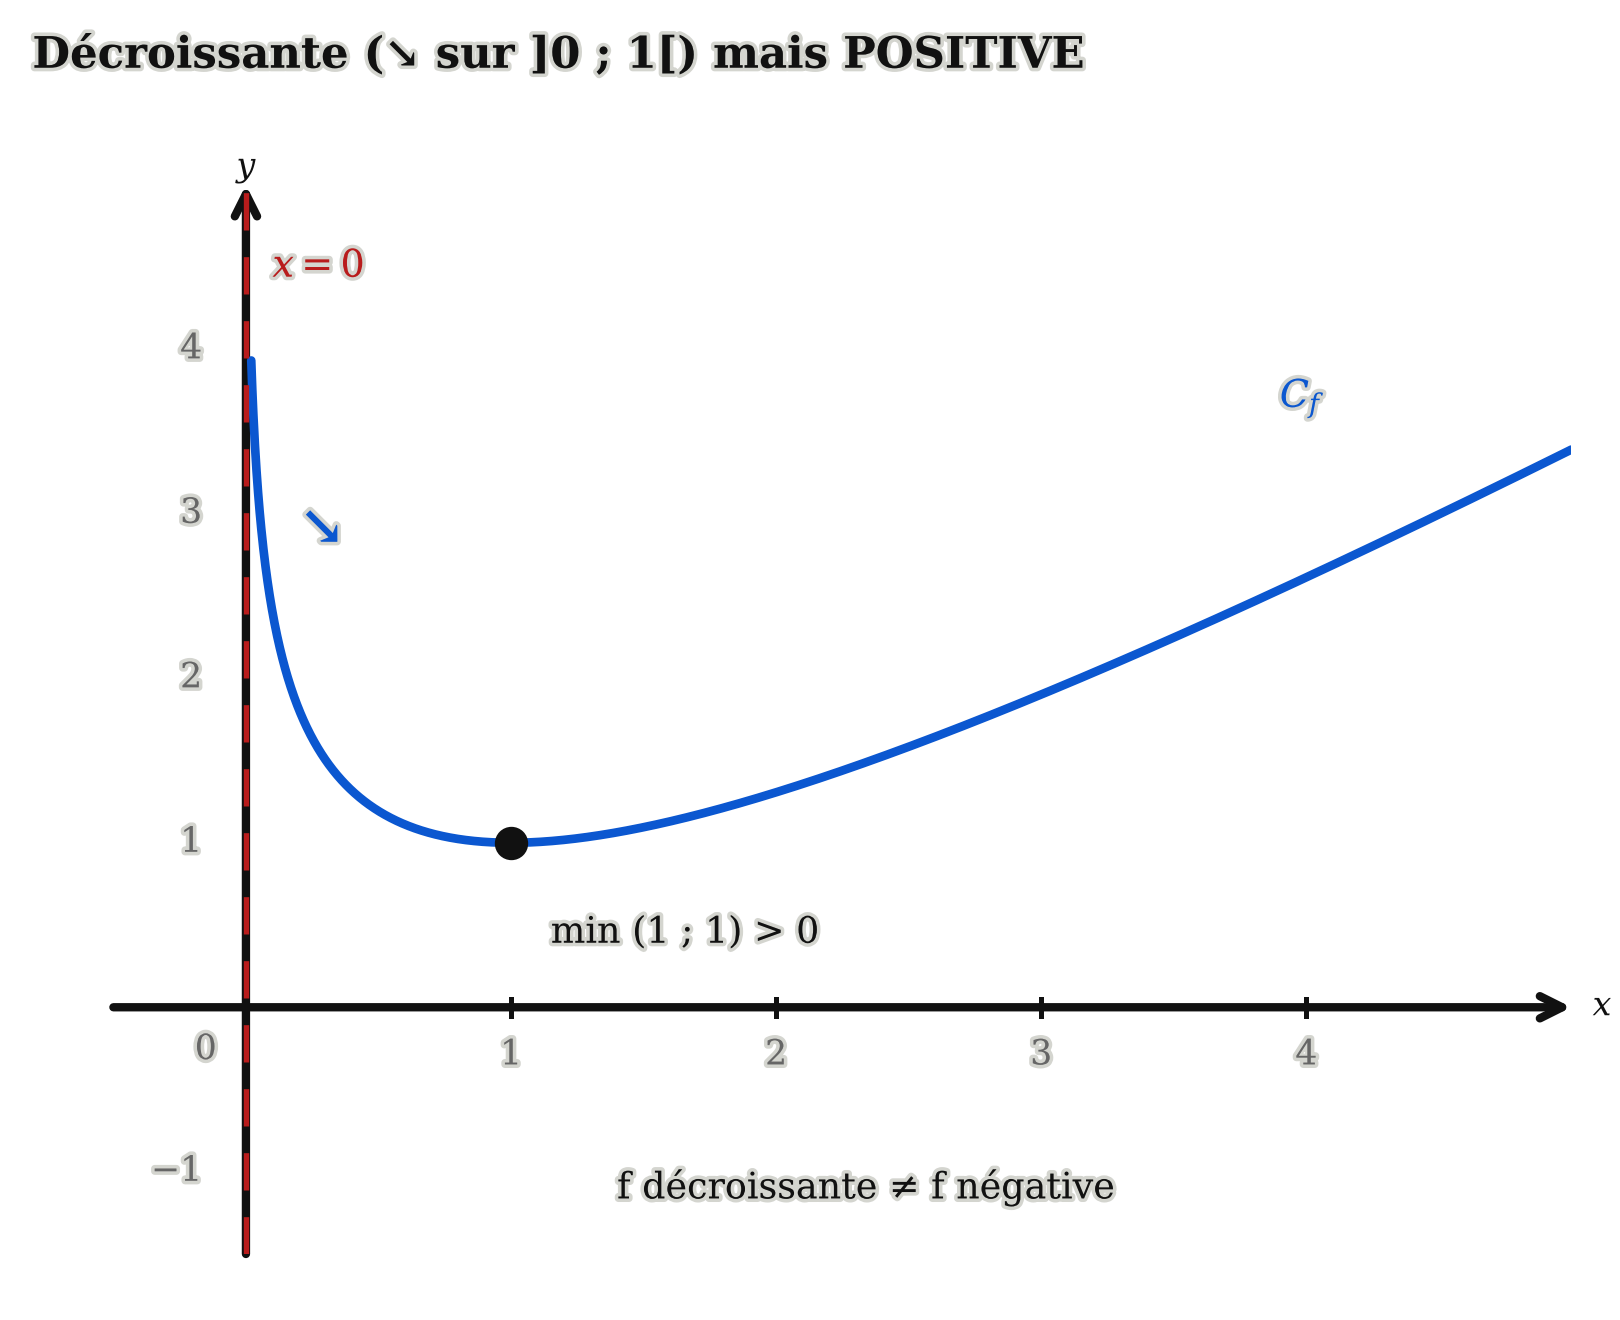 Décroissante (↘ sur ]0 ; 1[) mais POSITIVE
y
x = 0
4
C_f
3
↘
2
1
min (1 ; 1) > 0
x
0
1
2
3
4
−1
f décroissante ≠ f négative